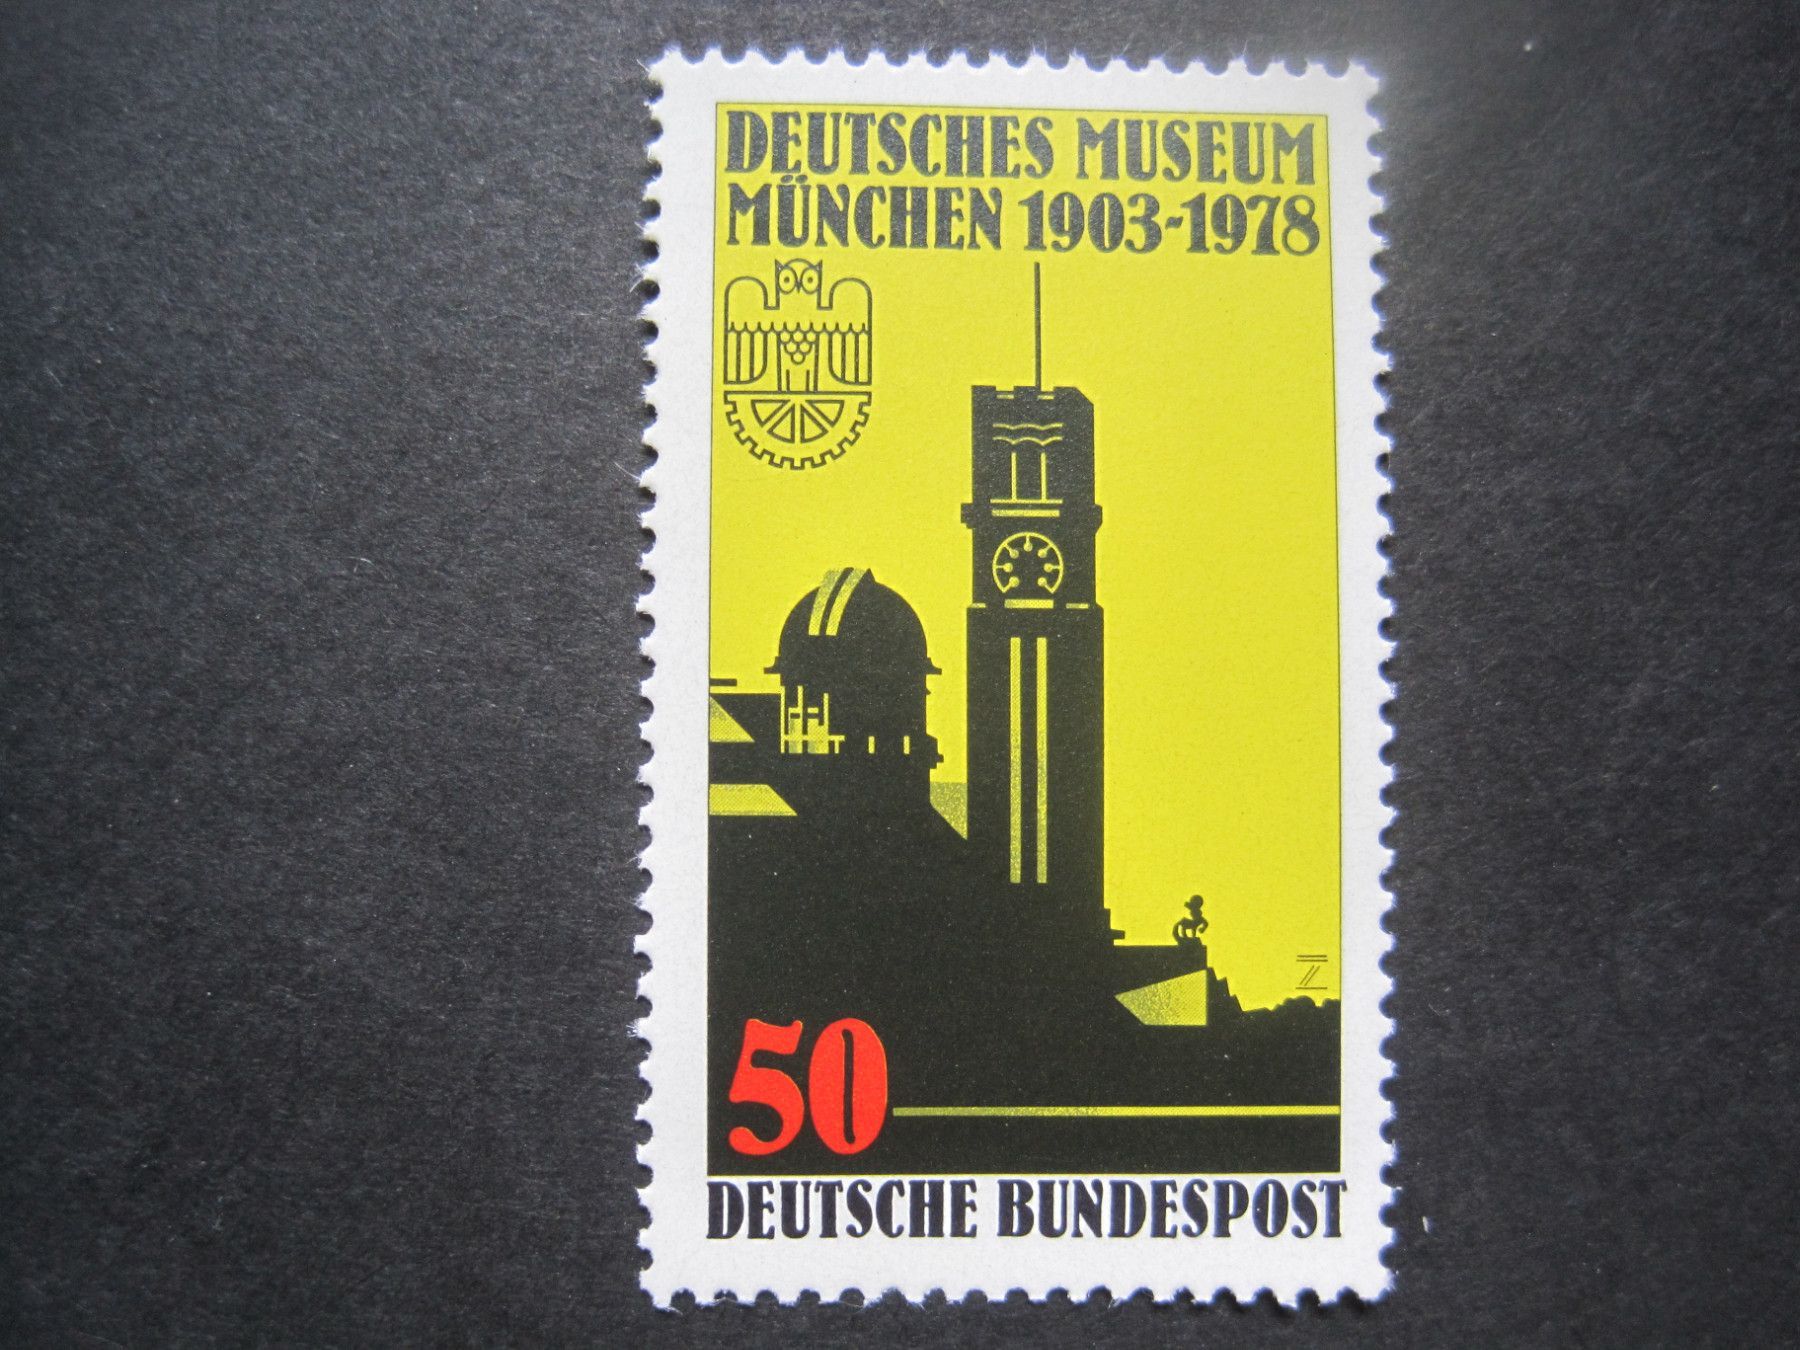 DEUTSCHES MUSEUM
MÜNCHEN 1903-1978
Z
50
DEUTSCHE BUNDESPOST